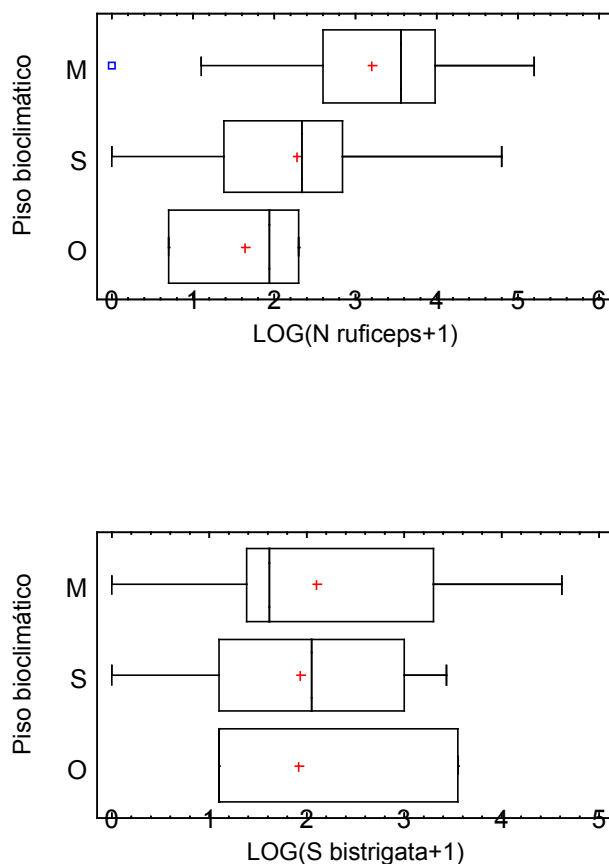 Piso bioclimático
M
S
O
0 1 2 3 4 5 6
LOG(N ruficeps+1)
Piso bioclimático
M
S
O
0 1 2 3 4 5
LOG(S bistrigata+1)